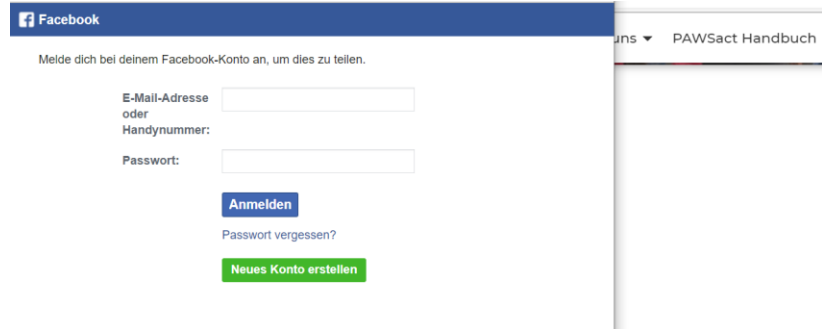 Facebook
uns PAWSact Handbuch
Melde dich bei deinem Facebook-Konto an, um dies zu teilen.
E-Mail-Adresse
oder
Handynummer:
Passwort:
Anmelden
Passwort vergessen?
Neues Konto erstellen